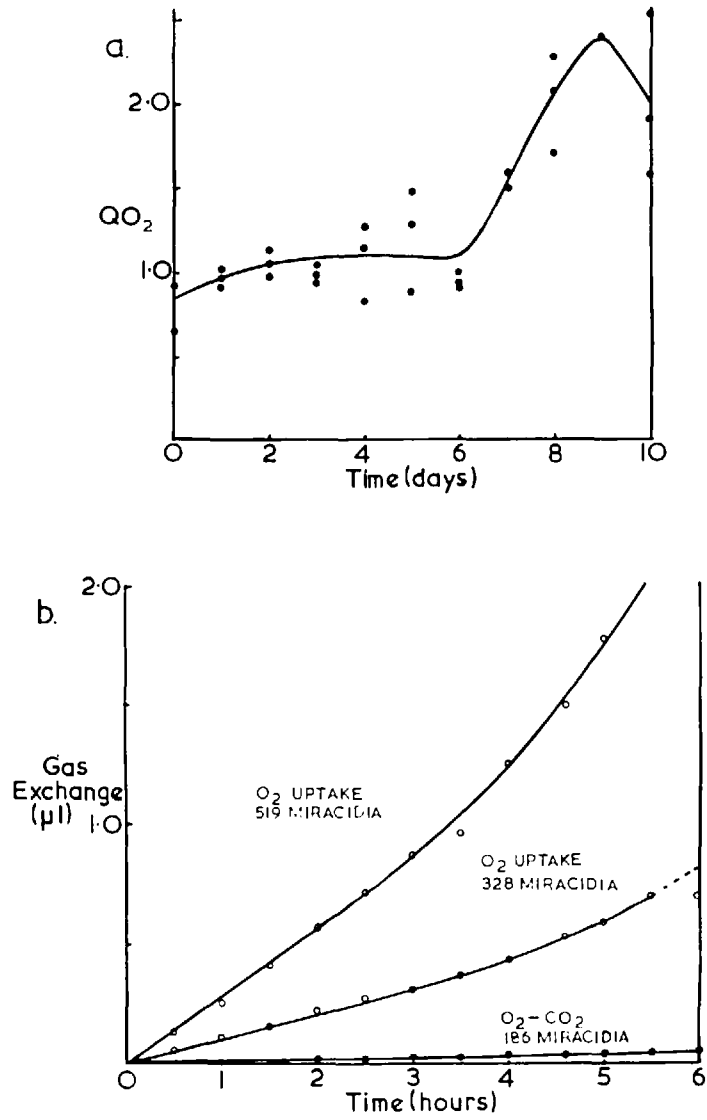 a.
2·0
QO₂
1·0
0 2 4 6 8 10
Time (days)
b.
2·0
Gas
Exchange
(µl)
1·0
O₂ UPTAKE
519 MIRACIDIA
O₂ UPTAKE
328 MIRACIDIA
O₂–CO₂
186 MIRACIDIA
0 1 2 3 4 5 6
Time (hours)